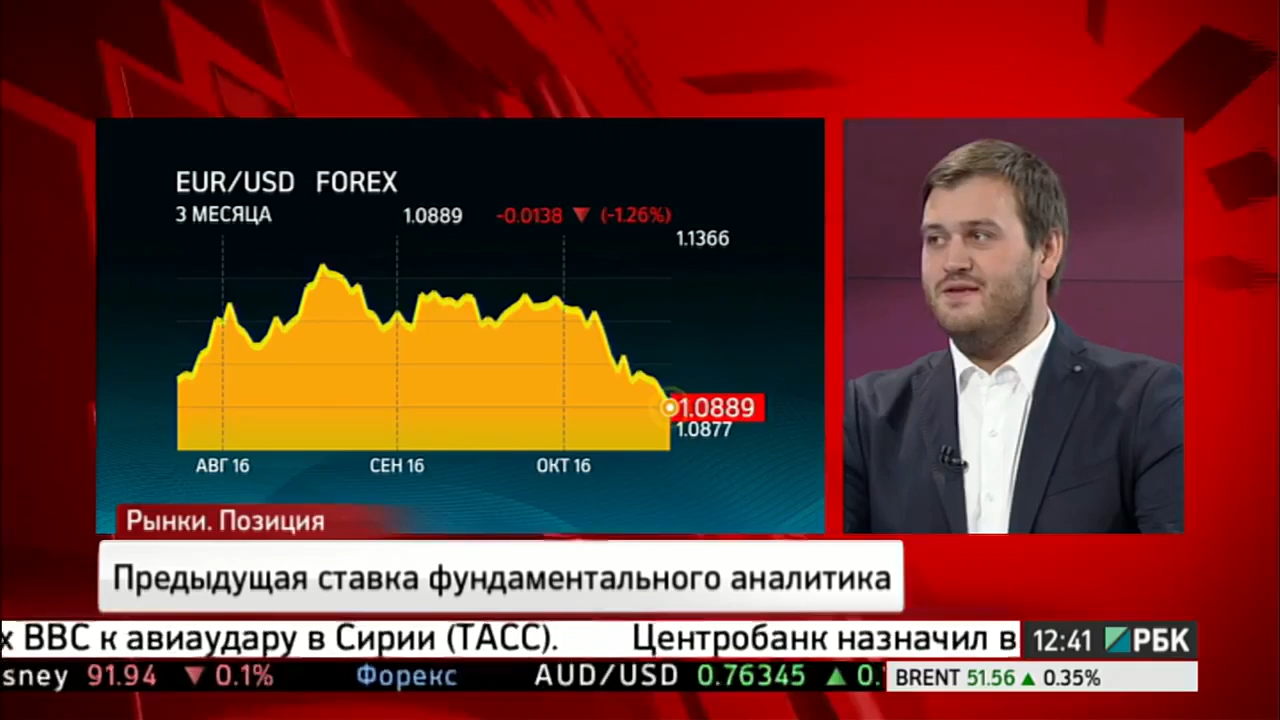 EUR/USD FOREX
3 МЕСЯЦА 1.0889 -0.0138 ▼ (-1.26%)
1.1366
1.0889
1.0877
АВГ 16 СЕН 16 ОКТ 16
Рынки. Позиция
Предыдущая ставка фундаментального аналитика
х ВВС к авиаудару в Сирии (ТАСС). Центробанк назначил в 12:41 РБК
sney 91.94 ▼ 0.1% Форекс AUD/USD 0.76345 ▲ 0. BRENT 51.56 ▲ 0.35%